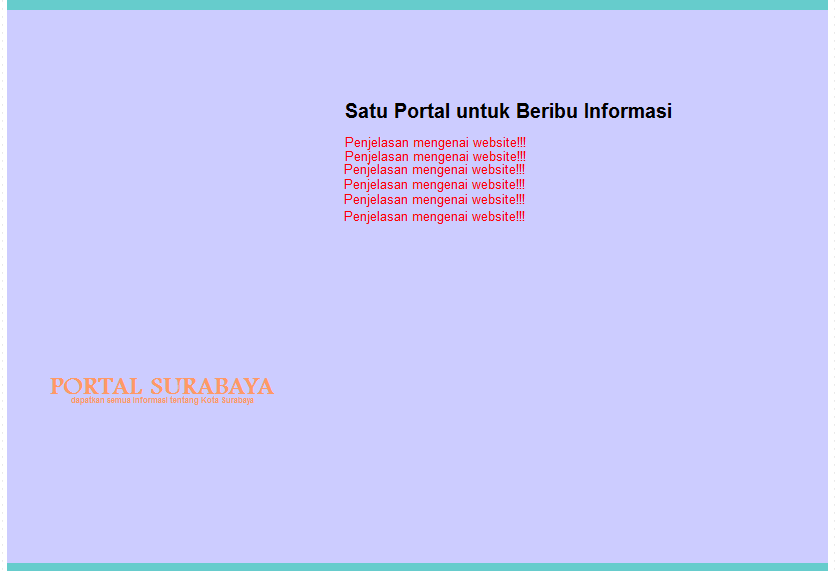 Satu Portal untuk Beribu Informasi
Penjelasan mengenai website!!!
Penjelasan mengenai website!!!
Penjelasan mengenai website!!!
Penjelasan mengenai website!!!
Penjelasan mengenai website!!!
Penjelasan mengenai website!!!
PORTAL SURABAYA
dapatkan semua informasi tentang Kota Surabaya